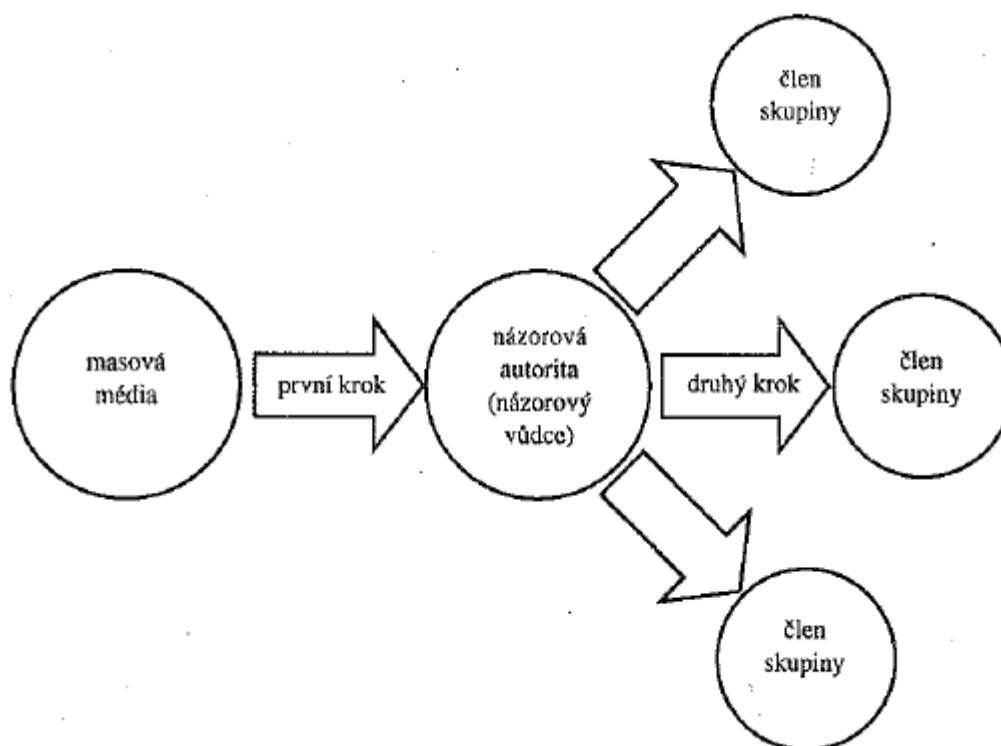 člen
skupiny
masová
média
první krok
názorová
autorita
(názorový
vůdce)
druhý krok
člen
skupiny
člen
skupiny